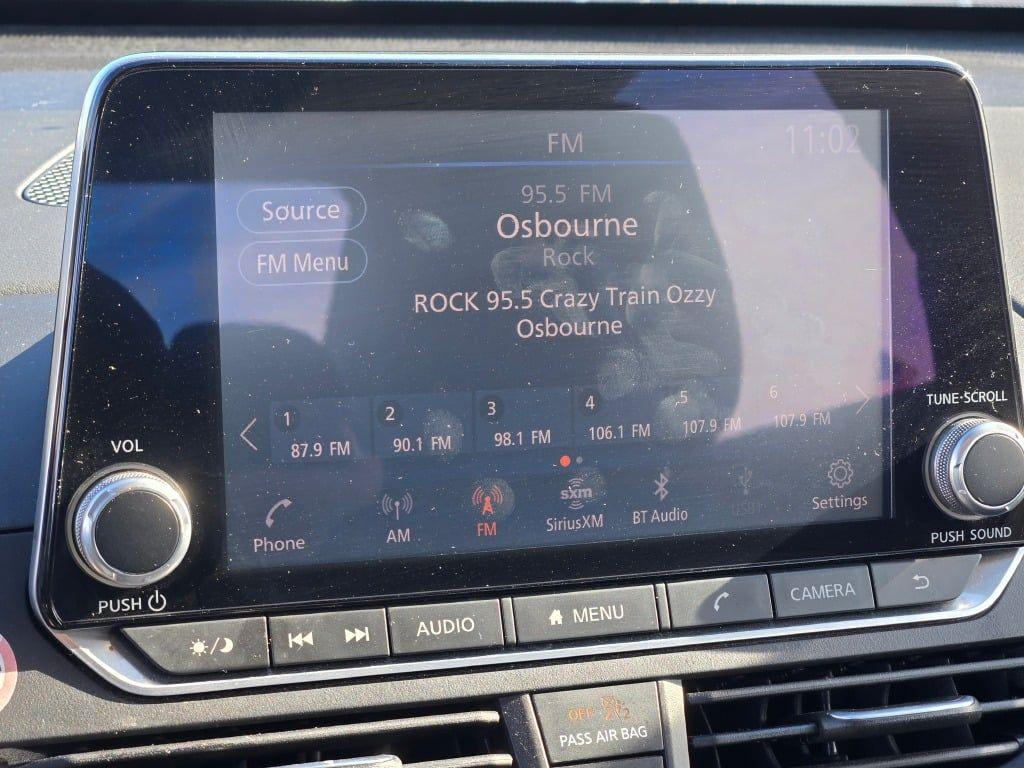 FM
11:02
95.5 FM
Source
Osbourne
FM Menu
Rock
ROCK 95.5 Crazy Train Ozzy
Osbourne
1
2
3
4
5
6
87.9 FM
90.1 FM
98.1 FM
106.1 FM
107.9 FM
107.9 FM
Phone
AM
FM
sxm
SiriusXM
BT Audio
Settings
VOL
PUSH
TUNE·SCROLL
PUSH SOUND
AUDIO
MENU
CAMERA
OFF
2
PASS AIR BAG